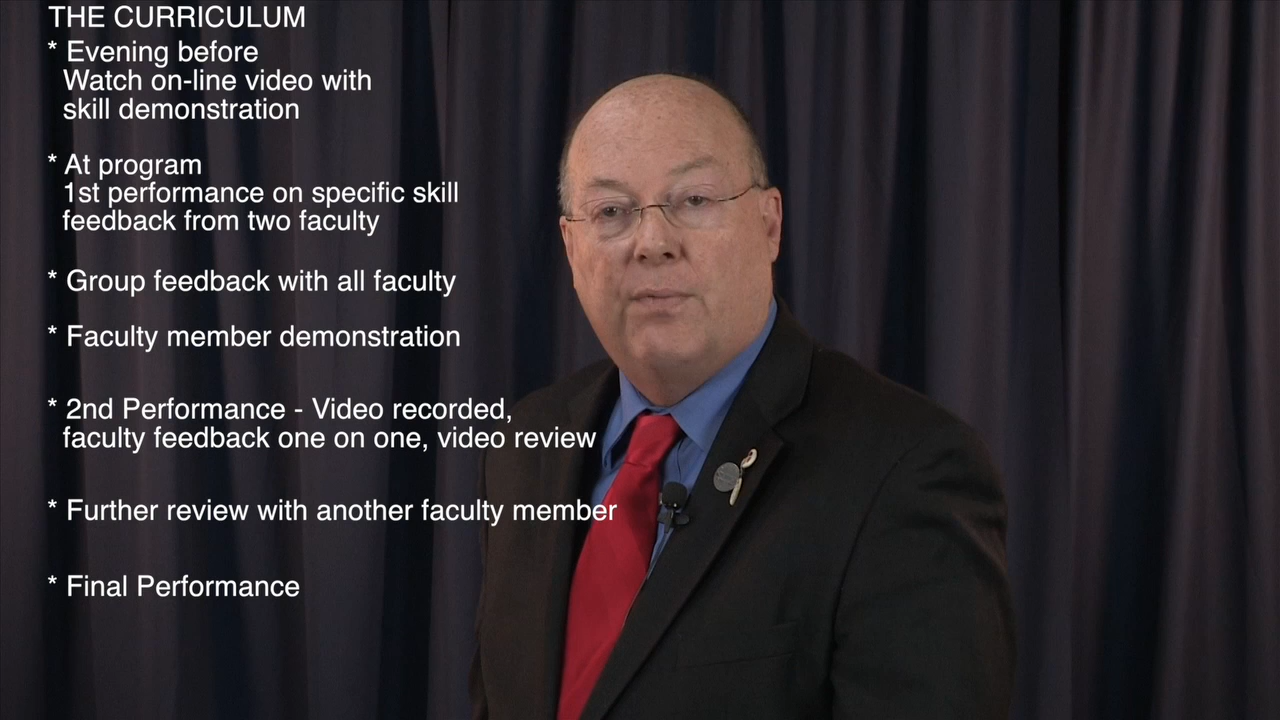 THE CURRICULUM
* Evening before
Watch on-line video with
skill demonstration
* At program
1st performance on specific skill
feedback from two faculty
* Group feedback with all faculty
* Faculty member demonstration
* 2nd Performance - Video recorded,
faculty feedback one on one, video review
* Further review with another faculty member
* Final Performance